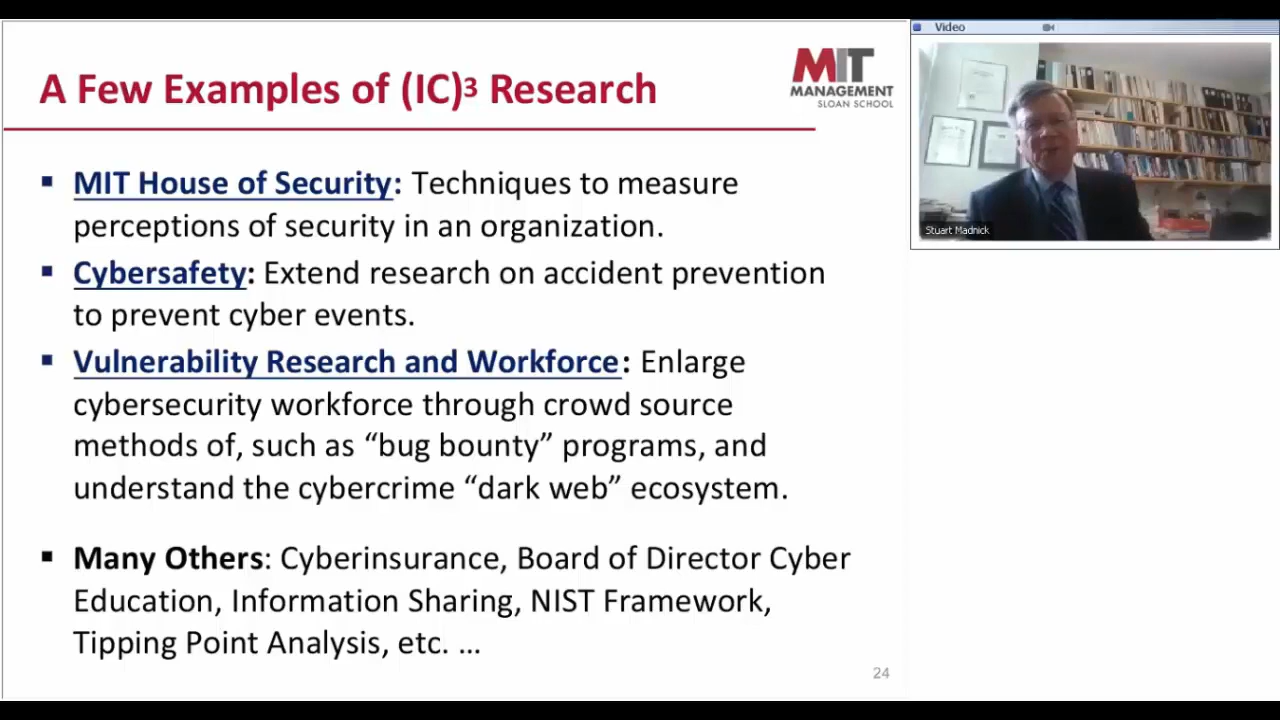 A Few Examples of (IC)³ Research
MIT
MANAGEMENT
SLOAN SCHOOL
▪ MIT House of Security: Techniques to measure
perceptions of security in an organization.
▪ Cybersafety: Extend research on accident prevention
to prevent cyber events.
▪ Vulnerability Research and Workforce: Enlarge
cybersecurity workforce through crowd source
methods of, such as “bug bounty” programs, and
understand the cybercrime “dark web” ecosystem.
▪ Many Others: Cyberinsurance, Board of Director Cyber
Education, Information Sharing, NIST Framework,
Tipping Point Analysis, etc. …
24
Video
Stuart Madnick